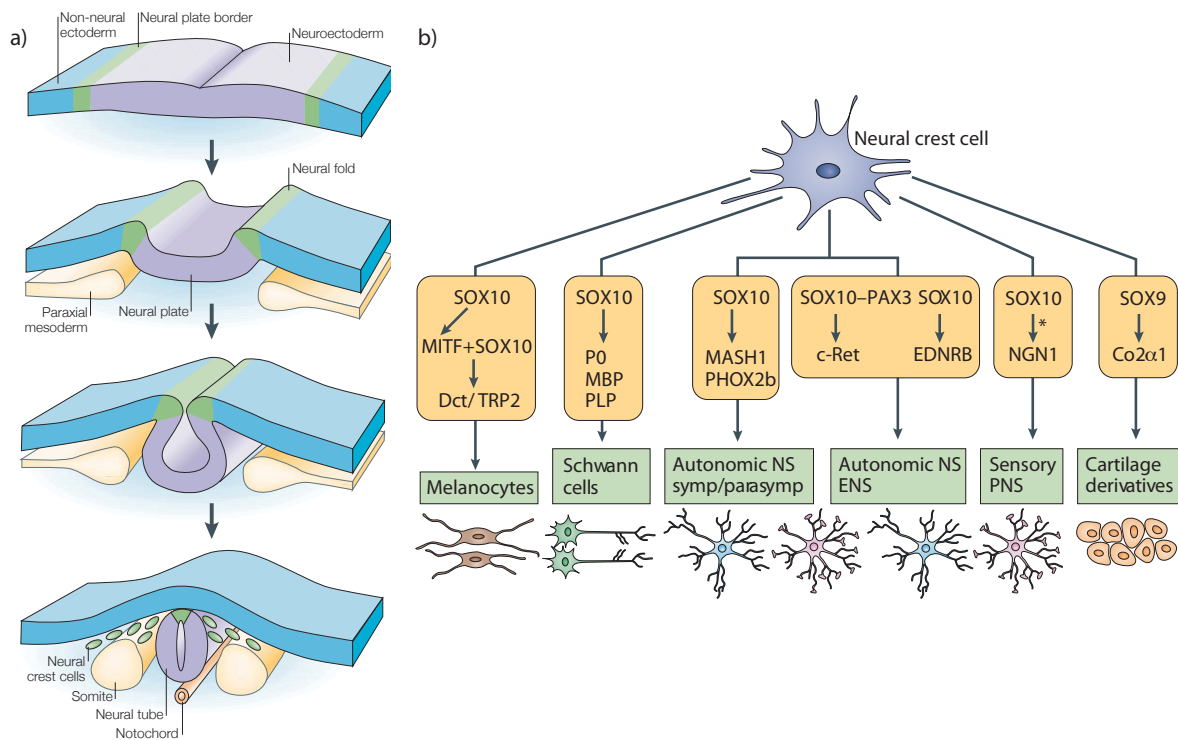 a)
Non-neural
ectoderm
Neural plate border
Neuroectoderm
Neural fold
Paraxial
mesoderm
Neural plate
Neural
crest cells
Somite
Neural tube
Notochord
b)
Neural crest cell
SOX10
MITF+SOX10
Dct/TRP2
Melanocytes
SOX10
P0
MBP
PLP
Schwann
cells
SOX10
MASH1
PHOX2b
Autonomic NS
symp/parasymp
SOX10–PAX3 SOX10
c-Ret EDNRB
Autonomic NS
ENS
SOX10
*
NGN1
Sensory
PNS
SOX9
Co2α1
Cartilage
derivatives